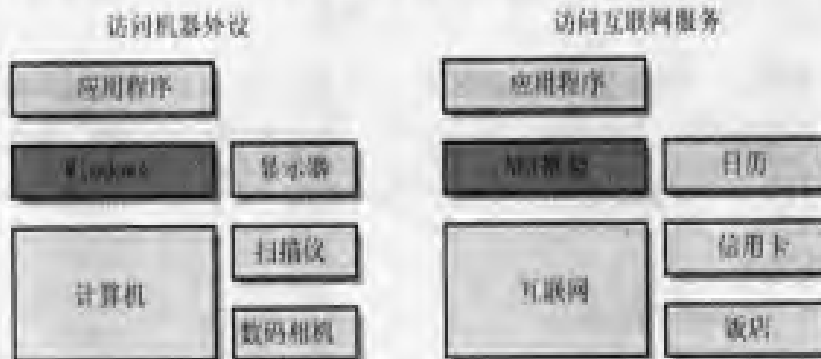 访问机器外设
应用程序
Windows
显示器
计算机
扫描仪
数码相机
访问互联网服务
应用程序
日历
互联网
信用卡
饭店